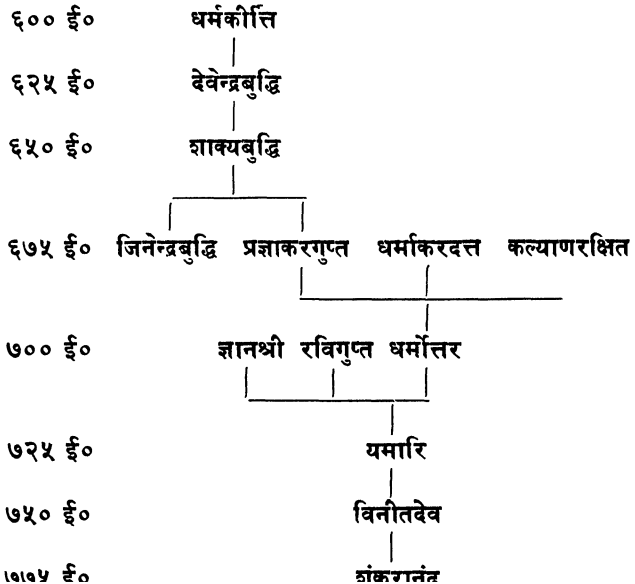 ६०० ई० धर्मकीर्त्ति
६२५ ई० देवेन्द्रबुद्धि
६५० ई० शाक्यबुद्धि
६७५ ई० जिनेन्द्रबुद्धि प्रज्ञाकरगुप्त धर्माकरदत्त कल्याणरक्षित
७०० ई० ज्ञानश्री रविगुप्त धर्मोत्तर
७२५ ई० यमारि
७५० ई० विनीतदेव
७७५ ई० शंकरानंद